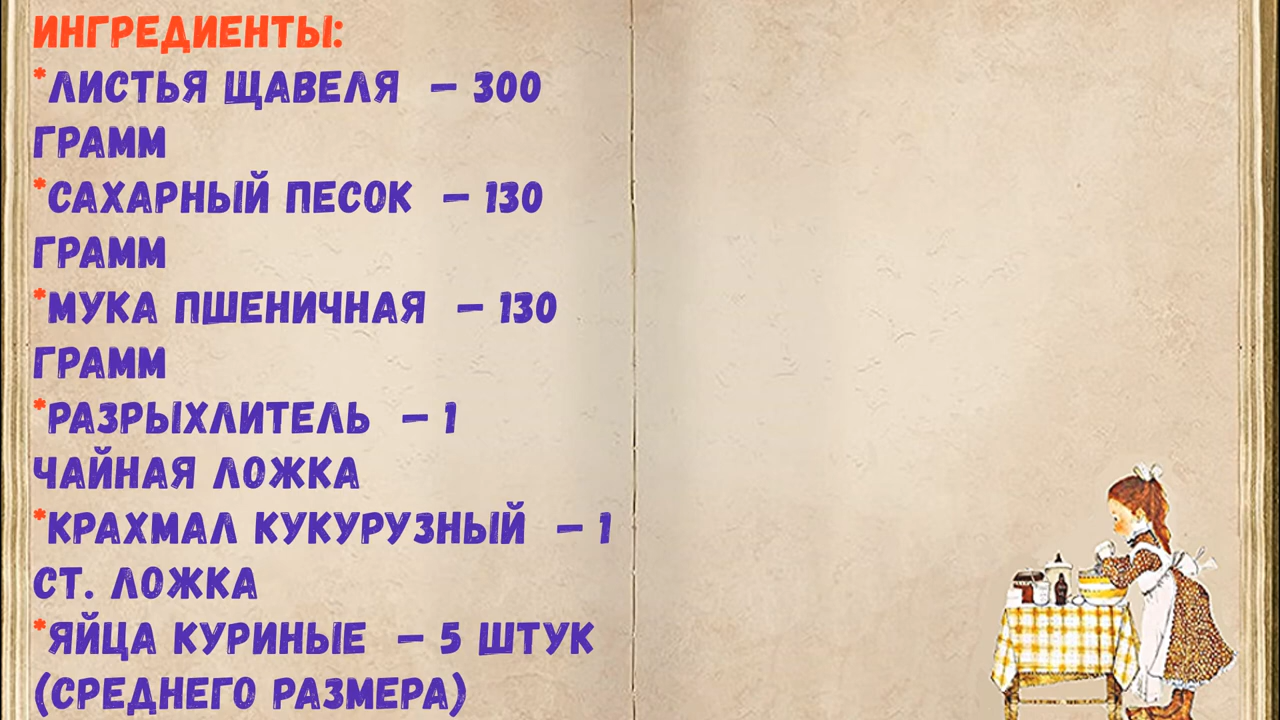 ИНГРЕДИЕНТЫ:
*ЛИСТЬЯ ЩАВЕЛЯ – 300
ГРАММ
*САХАРНЫЙ ПЕСОК – 130
ГРАММ
*МУКА ПШЕНИЧНАЯ – 130
ГРАММ
*РАЗРЫХЛИТЕЛЬ – 1
ЧАЙНАЯ ЛОЖКА
*КРАХМАЛ КУКУРУЗНЫЙ – 1
СТ. ЛОЖКА
*ЯЙЦА КУРИНЫЕ – 5 ШТУК
(СРЕДНЕГО РАЗМЕРА)